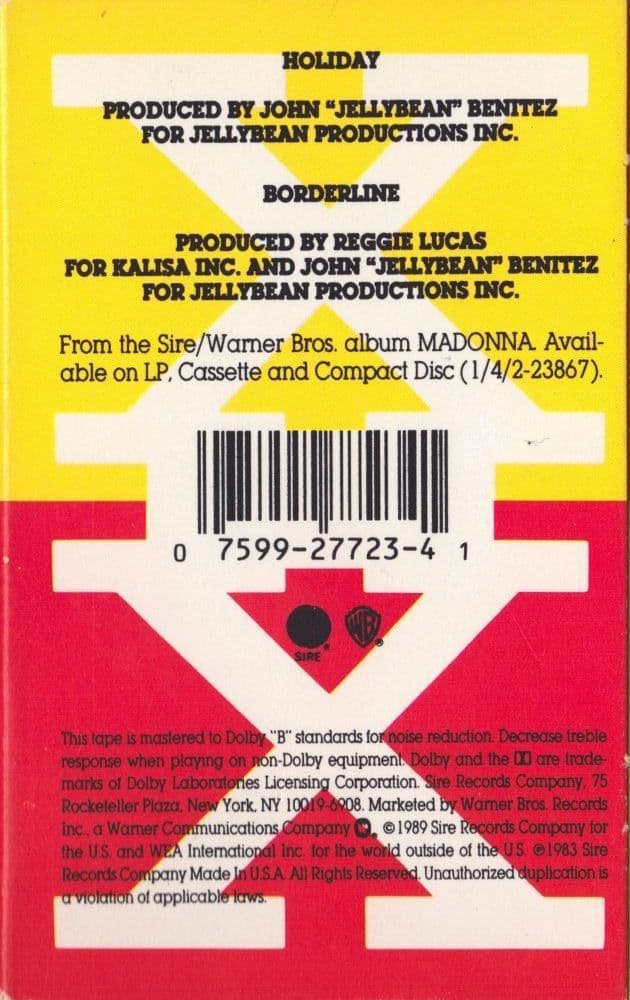 HOLIDAY
PRODUCED BY JOHN “JELLYBEAN” BENITEZ
FOR JELLYBEAN PRODUCTIONS INC.
BORDERLINE
PRODUCED BY REGGIE LUCAS
FOR KALISA INC. AND JOHN “JELLYBEAN” BENITEZ
FOR JELLYBEAN PRODUCTIONS INC.
From the Sire/Warner Bros. album MADONNA. Avail-
able on LP, Cassette and Compact Disc (1/4/2-23867).
0 7599-27723-4 1
SIRE
WB ®
This tape is mastered to Dolby "B" standards for noise reduction. Decrease treble
response when playing on non-Dolby equipment. Dolby and the are trade-
marks of Dolby Laboratories Licensing Corporation. Sire Records Company, 75
Rockefeller Plaza, New York, NY 10019-6908. Marketed by Warner Bros. Records
Inc., a Warner Communications Company ©1989 Sire Records Company for
the U.S. and WEA International Inc. for the world outside of the U.S. ℗1983 Sire
Records Company Made In U.S.A. All Rights Reserved. Unauthorized duplication is
a violation of applicable laws.